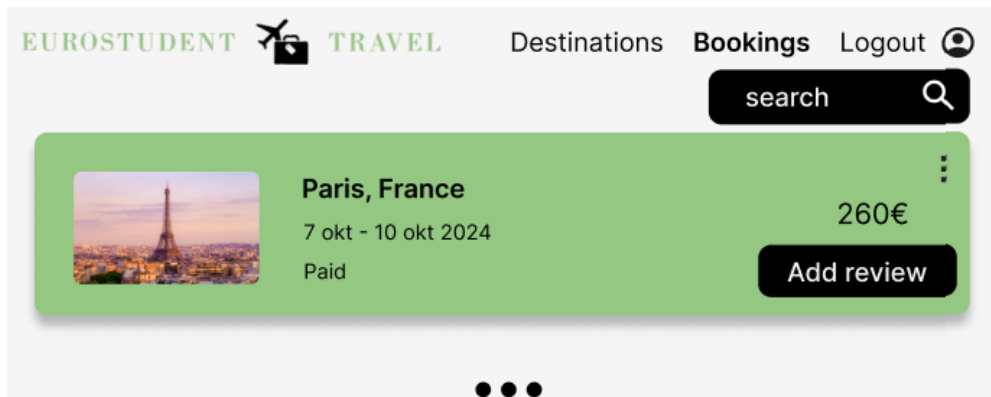 EUROSTUDENT TRAVEL Destinations Bookings Logout
search
Paris, France
7 okt - 10 okt 2024
Paid
260€
Add review